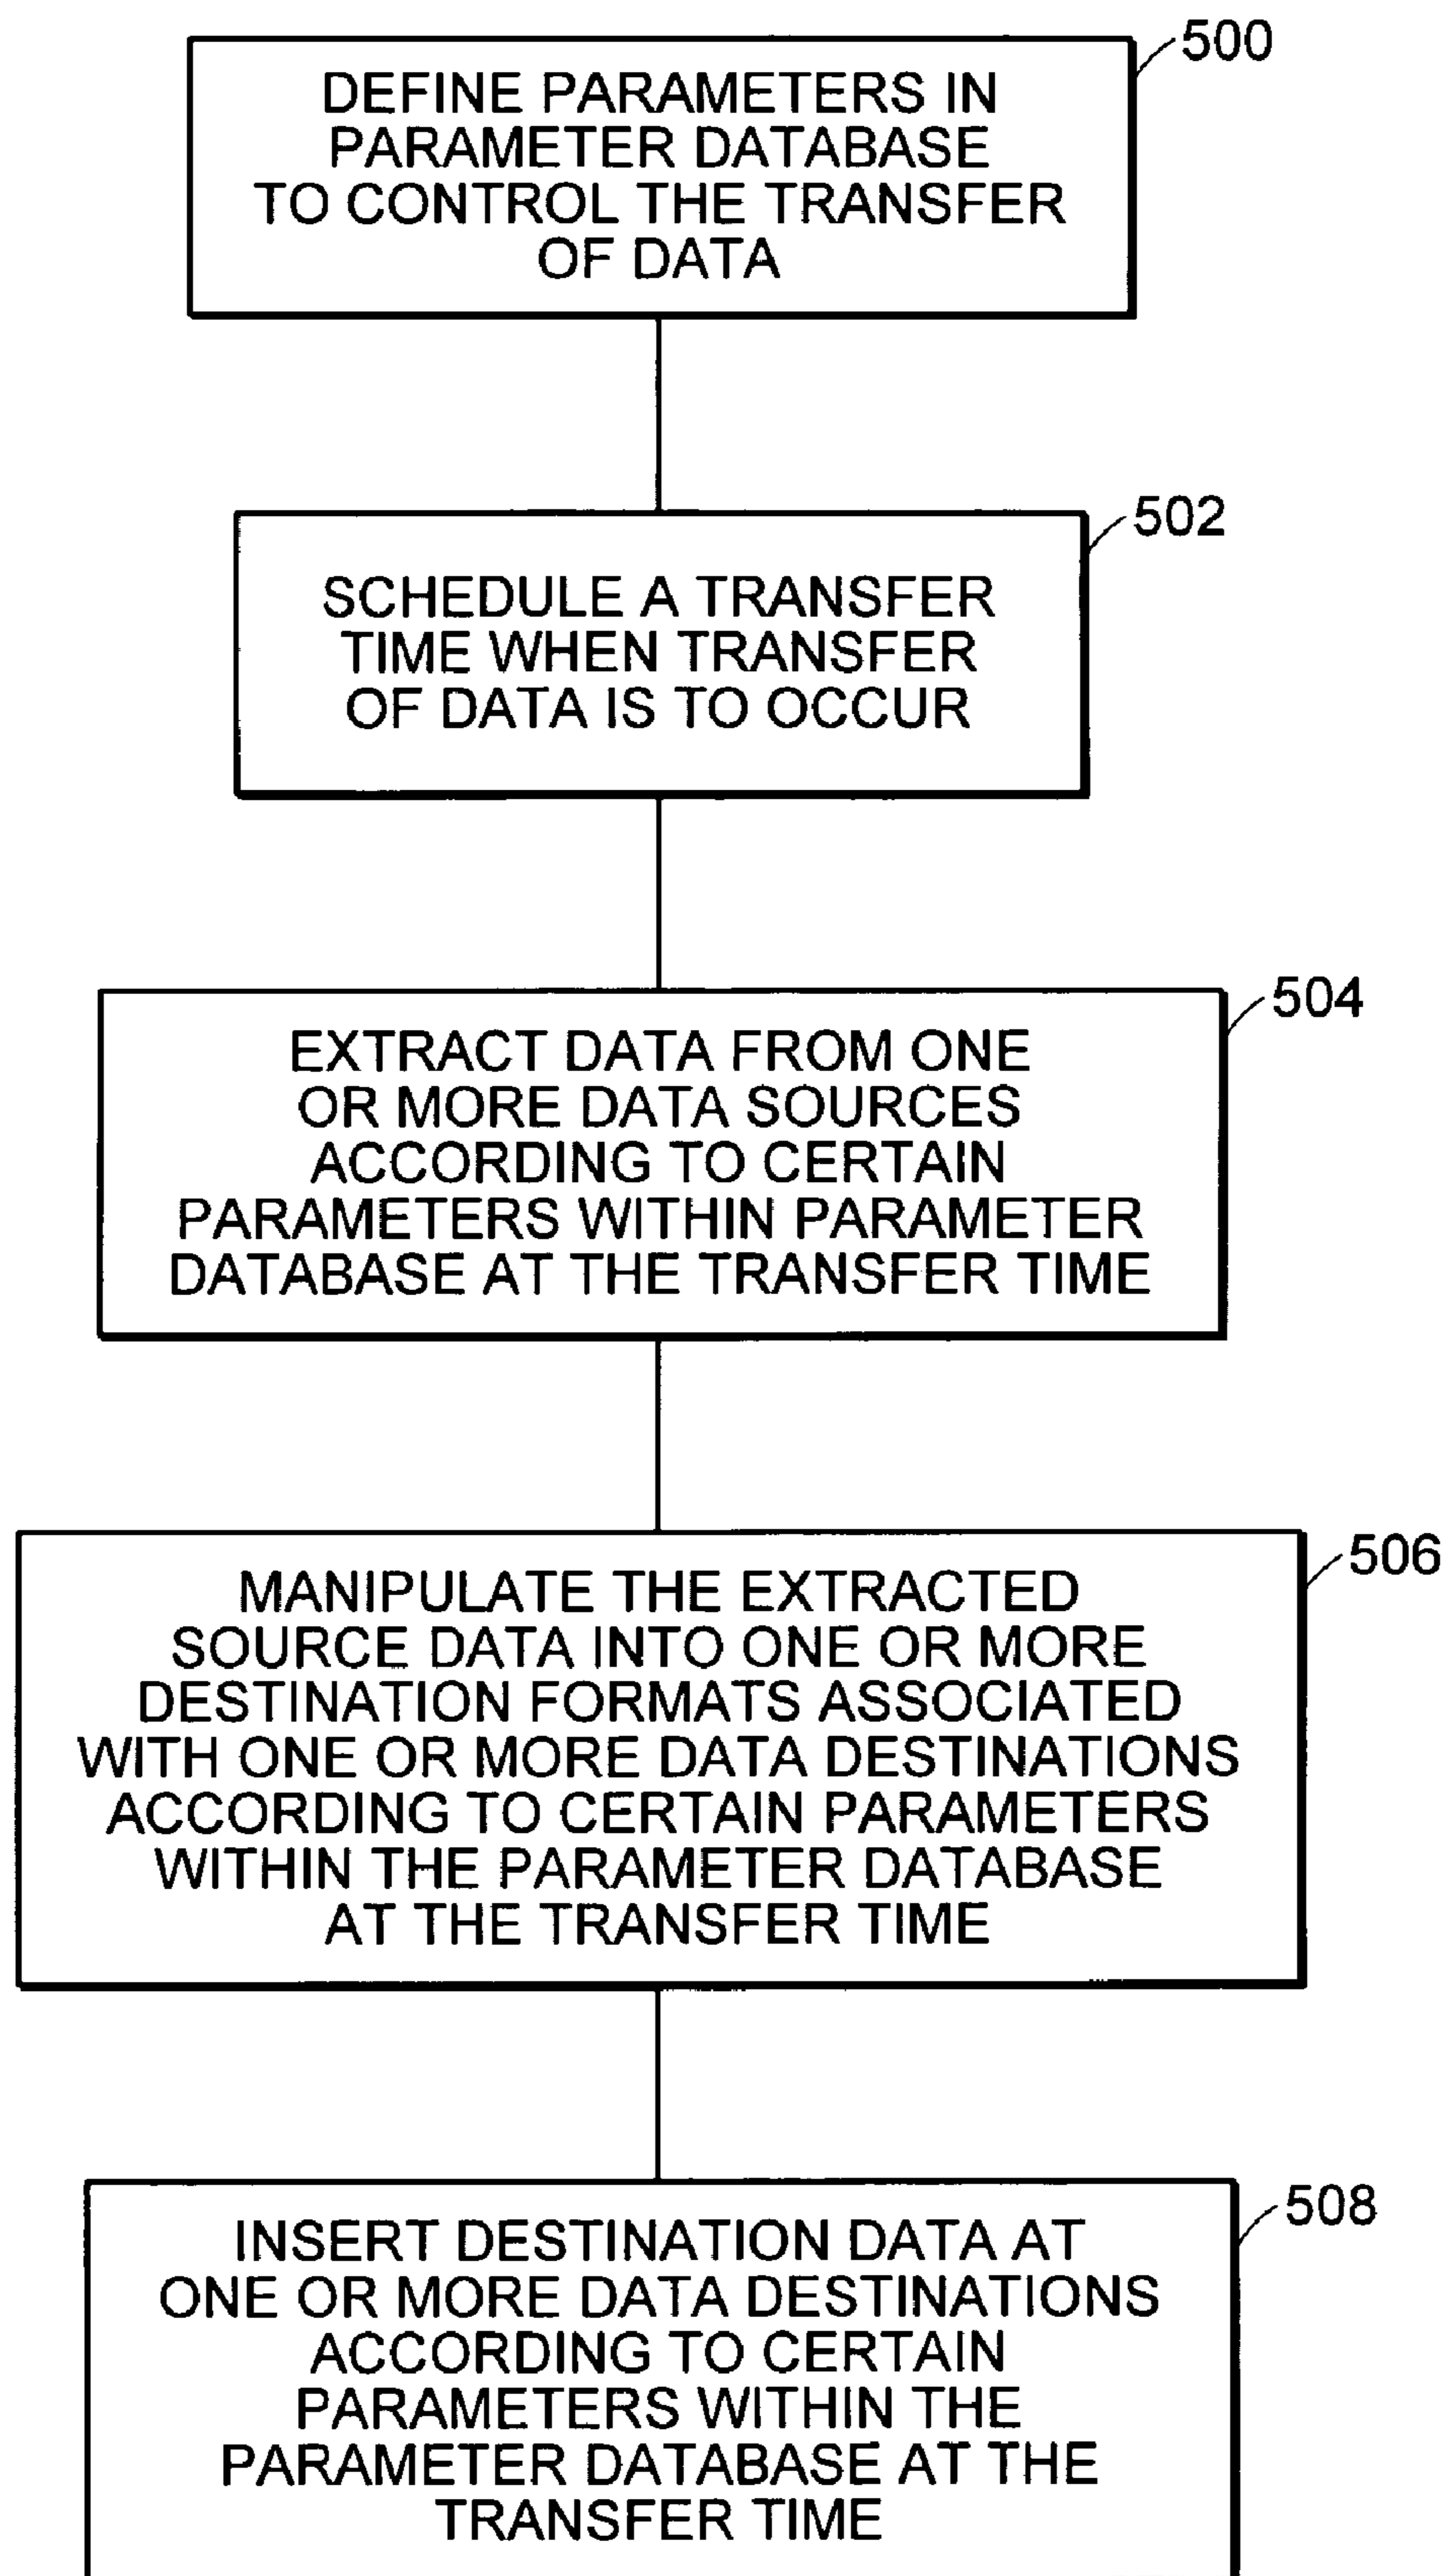 500
DEFINE PARAMETERS IN
PARAMETER DATABASE
TO CONTROL THE TRANSFER
OF DATA
502
SCHEDULE A TRANSFER
TIME WHEN TRANSFER
OF DATA IS TO OCCUR
504
EXTRACT DATA FROM ONE
OR MORE DATA SOURCES
ACCORDING TO CERTAIN
PARAMETERS WITHIN PARAMETER
DATABASE AT THE TRANSFER TIME
506
MANIPULATE THE EXTRACTED
SOURCE DATA INTO ONE OR MORE
DESTINATION FORMATS ASSOCIATED
WITH ONE OR MORE DATA DESTINATIONS
ACCORDING TO CERTAIN PARAMETERS
WITHIN THE PARAMETER DATABASE
AT THE TRANSFER TIME
508
INSERT DESTINATION DATA AT
ONE OR MORE DATA DESTINATIONS
ACCORDING TO CERTAIN
PARAMETERS WITHIN THE
PARAMETER DATABASE AT THE
TRANSFER TIME